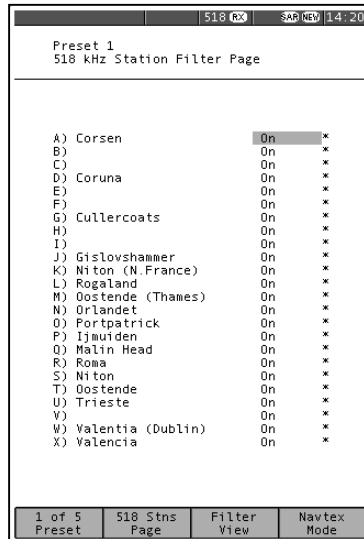 518 RX SAR NEW 14:20
Preset 1
518 kHz Station Filter Page
A) Corsen On *
B) On *
C) On *
D) Coruna On *
E) On *
F) On *
G) Cullercoats On *
H) On *
I) On *
J) Gislovshammer On *
K) Niton (N.France) On *
L) Rogaland On *
M) Oostende (Thames) On *
N) Orlandet On *
O) Portpatrick On *
P) Ijmuiden On *
Q) Malin Head On *
R) Roma On *
S) Niton On *
T) Oostende On *
U) Trieste On *
V) On *
W) Valentia (Dublin) On *
X) Valencia On *
1 of 5 518 Stns Filter Navtex
Preset Page View Mode